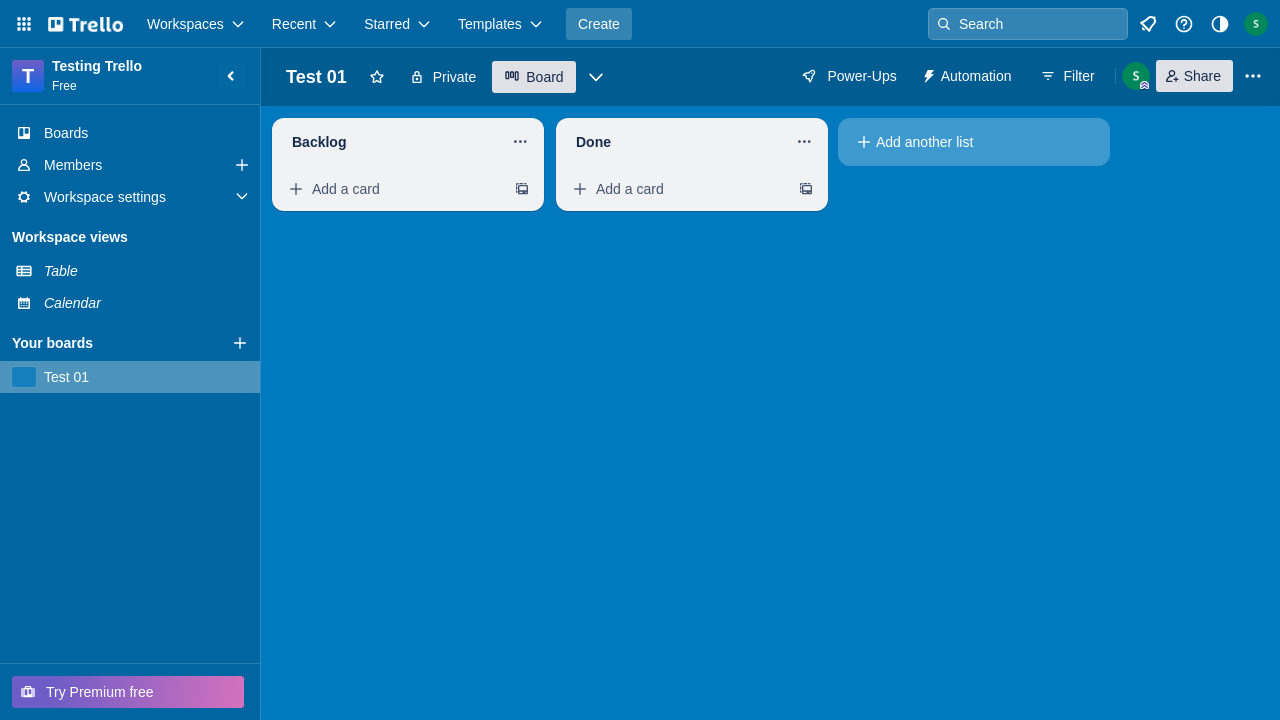 Trello
Workspaces
Recent
Starred
Templates
Create
Search
S
T
Testing Trello
Free
Test 01
Private
Board
Power-Ups
Automation
Filter
S
Share
Boards
Members
Workspace settings
Workspace views
Table
Calendar
Your boards
Test 01
Try Premium free
Backlog
Add a card
Done
Add a card
Add another list